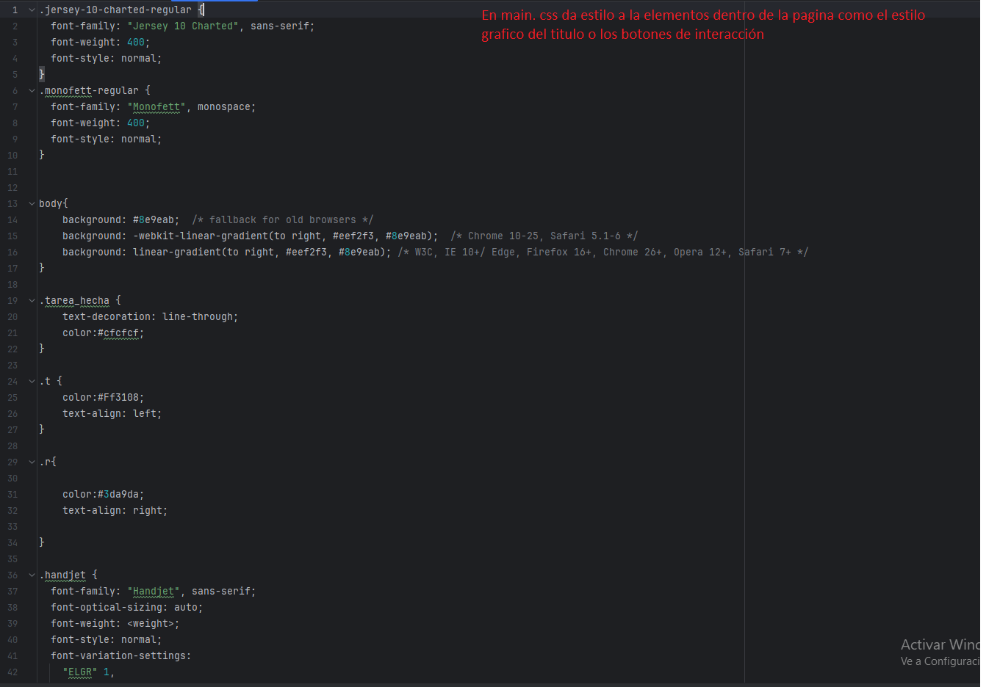 1 .jersey-10-charted-regular {
En main. css da estilo a la elementos dentro de la pagina como el estilo
grafico del titulo o los botones de interacción
2 font-family: "Jersey 10 Charted", sans-serif;
3 font-weight: 400;
4 font-style: normal;
5 }
6 .monofett-regular {
7 font-family: "Monofett", monospace;
8 font-weight: 400;
9 font-style: normal;
10 }
11
12
13 body{
14 background: #8e9eab; /* fallback for old browsers */
15 background: -webkit-linear-gradient(to right, #eef2f3, #8e9eab); /* Chrome 10-25, Safari 5.1-6 */
16 background: linear-gradient(to right, #eef2f3, #8e9eab); /* W3C, IE 10+/ Edge, Firefox 16+, Chrome 26+, Opera 12+, Safari 7+ */
17 }
18
19 .tarea_hecha {
20 text-decoration: line-through;
21 color:#cfcfcf;
22 }
23
24 .t {
25 color:#Ff3108;
26 text-align: left;
27 }
28
29 .r{
30
31 color:#3da9da;
32 text-align: right;
33
34 }
35
36 .handjet {
37 font-family: "Handjet", sans-serif;
38 font-optical-sizing: auto;
39 font-weight: <weight>;
40 font-style: normal;
41 font-variation-settings:
42 "ELGR" 1,
Activar Winc
Ve a Configuraci